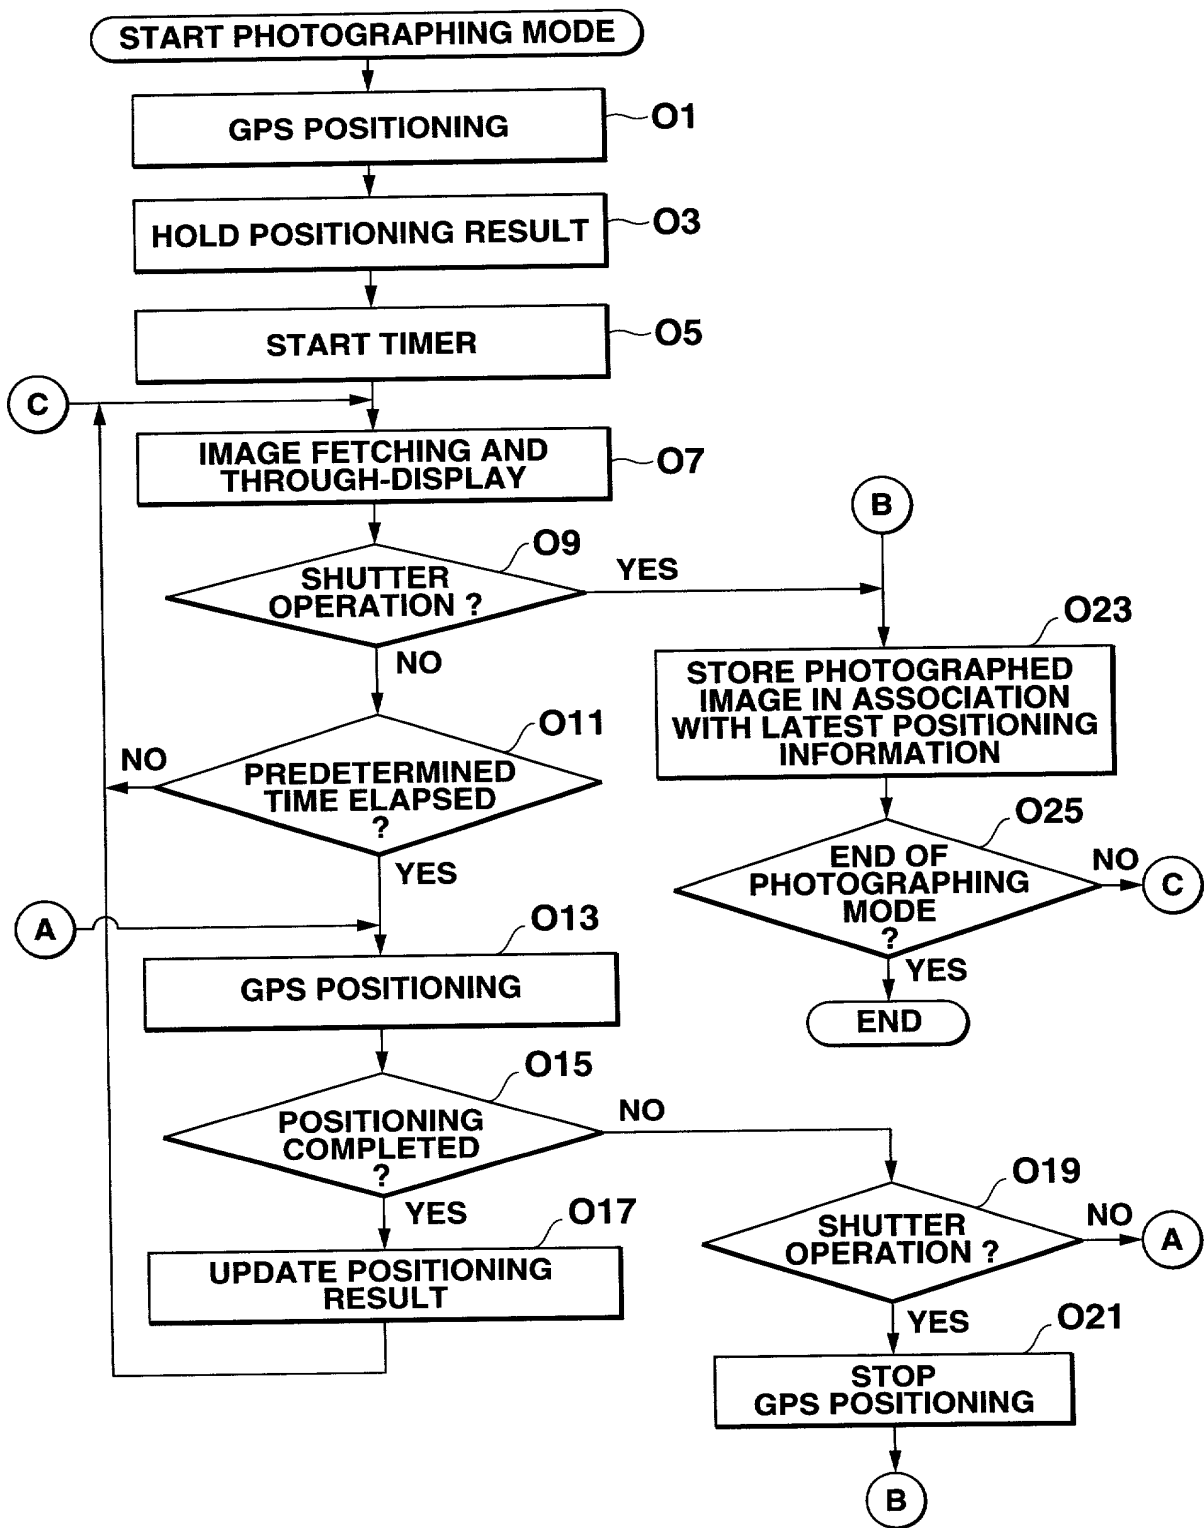 START PHOTOGRAPHING MODE
GPS POSITIONING
O1
HOLD POSITIONING RESULT
O3
START TIMER
O5
C
IMAGE FETCHING AND
THROUGH-DISPLAY
O7
SHUTTER
OPERATION ?
O9
YES
NO
B
PREDETERMINED
TIME ELAPSED
?
O11
NO
YES
STORE PHOTOGRAPHED
IMAGE IN ASSOCIATION
WITH LATEST POSITIONING
INFORMATION
O23
END OF
PHOTOGRAPHING
MODE
?
O25
NO
C
YES
END
A
GPS POSITIONING
O13
POSITIONING
COMPLETED
?
O15
NO
YES
UPDATE POSITIONING
RESULT
O17
SHUTTER
OPERATION ?
O19
NO
A
YES
STOP
GPS POSITIONING
O21
B